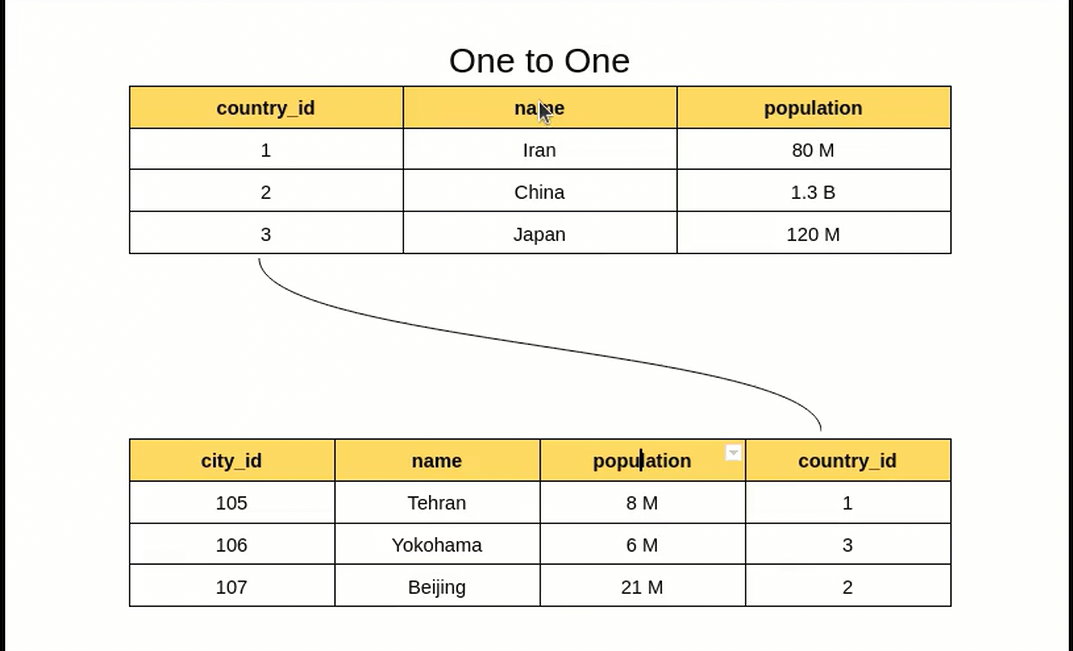 One to One
country_id name population
1 Iran 80 M
2 China 1.3 B
3 Japan 120 M
city_id name population country_id
105 Tehran 8 M 1
106 Yokohama 6 M 3
107 Beijing 21 M 2